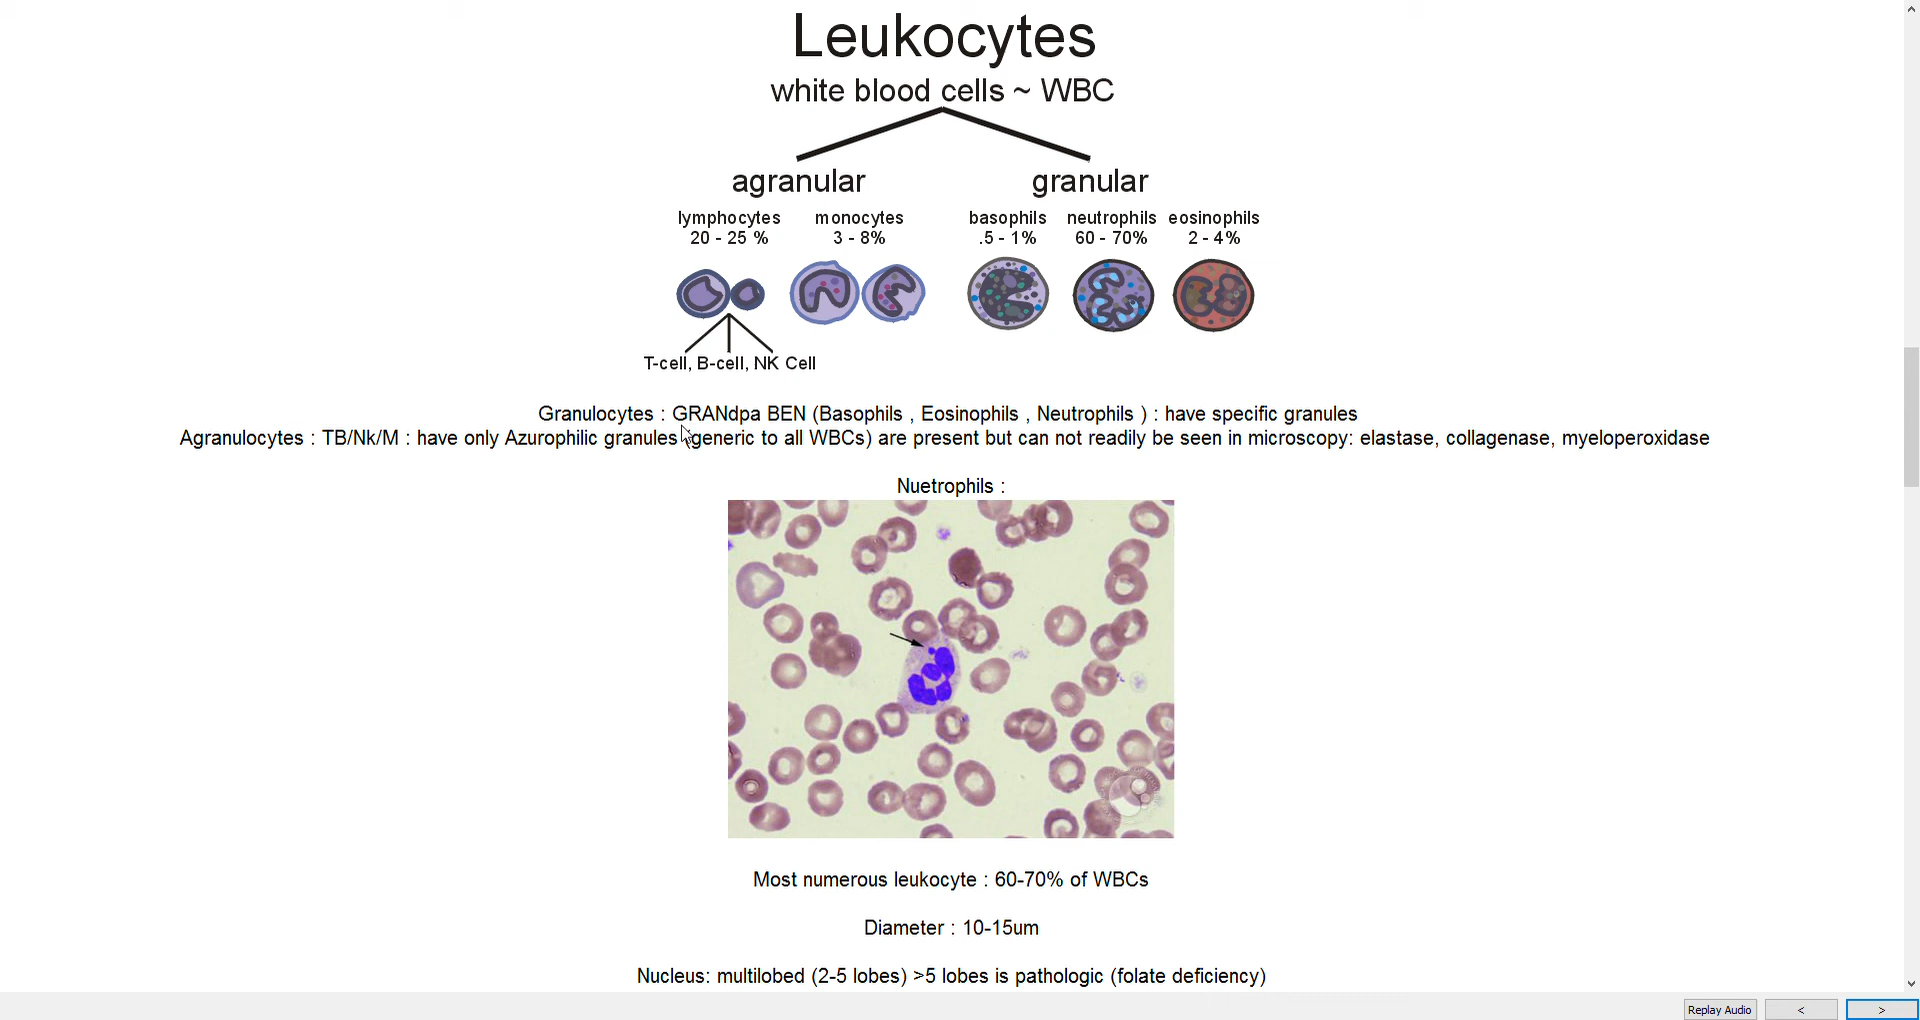 Leukocytes
white blood cells ~ WBC
agranular granular
lymphocytes monocytes basophils neutrophils eosinophils
20 - 25 % 3 - 8% .5 - 1% 60 - 70% 2 - 4%
T-cell, B-cell, NK Cell
Granulocytes : GRANdpa BEN (Basophils , Eosinophils , Neutrophils ) : have specific granules
Agranulocytes : TB/Nk/M : have only Azurophilic granules (generic to all WBCs) are present but can not readily be seen in microscopy: elastase, collagenase, myeloperoxidase
Nuetrophils :
Most numerous leukocyte : 60-70% of WBCs
Diameter : 10-15um
Nucleus: multilobed (2-5 lobes) >5 lobes is pathologic (folate deficiency)
Replay Audio < >